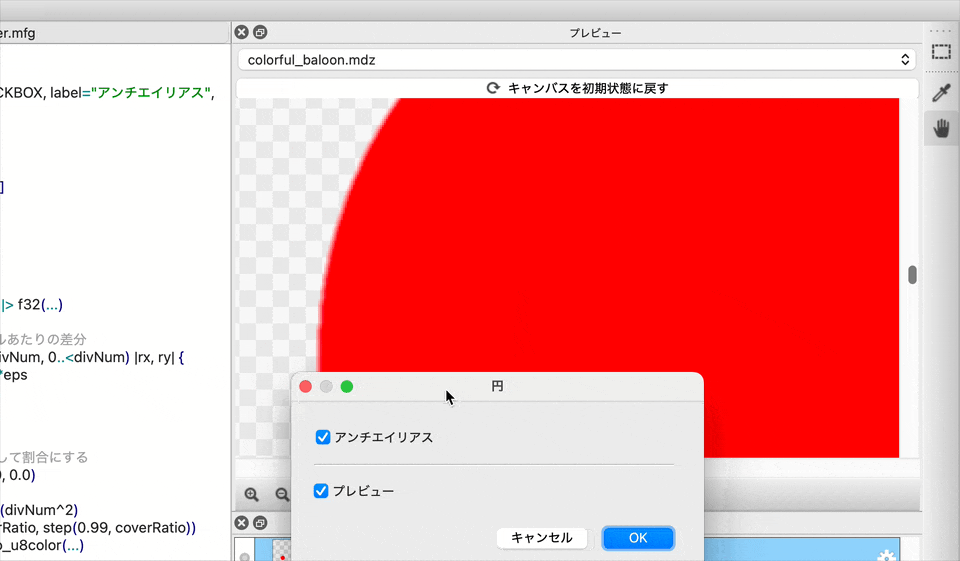 er.mfg
プレビュー
colorful_baloon.mdz
キャンバスを初期状態に戻す
CKBOX, label="アンチエイリアス",
]
|> f32(...)
ルあたりの差分
ivNum, 0..<divNum) |rx, ry| {
*eps
して割合にする
0, 0.0)
(divNum^2)
rRatio, step(0.99, coverRatio))
o_u8color(...)
円
アンチエイリアス
プレビュー
キャンセル
OK